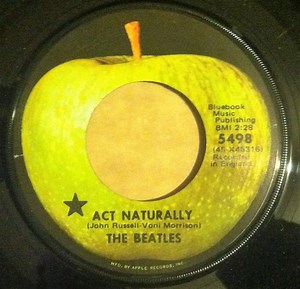 Bluebook
Music
Publishing
BMI 2:28
5498
(45-X45316)
Recorded
in England
ACT NATURALLY
(John Russell-Voni Morrison)
THE BEATLES
MFG. BY APPLE RECORDS, INC.